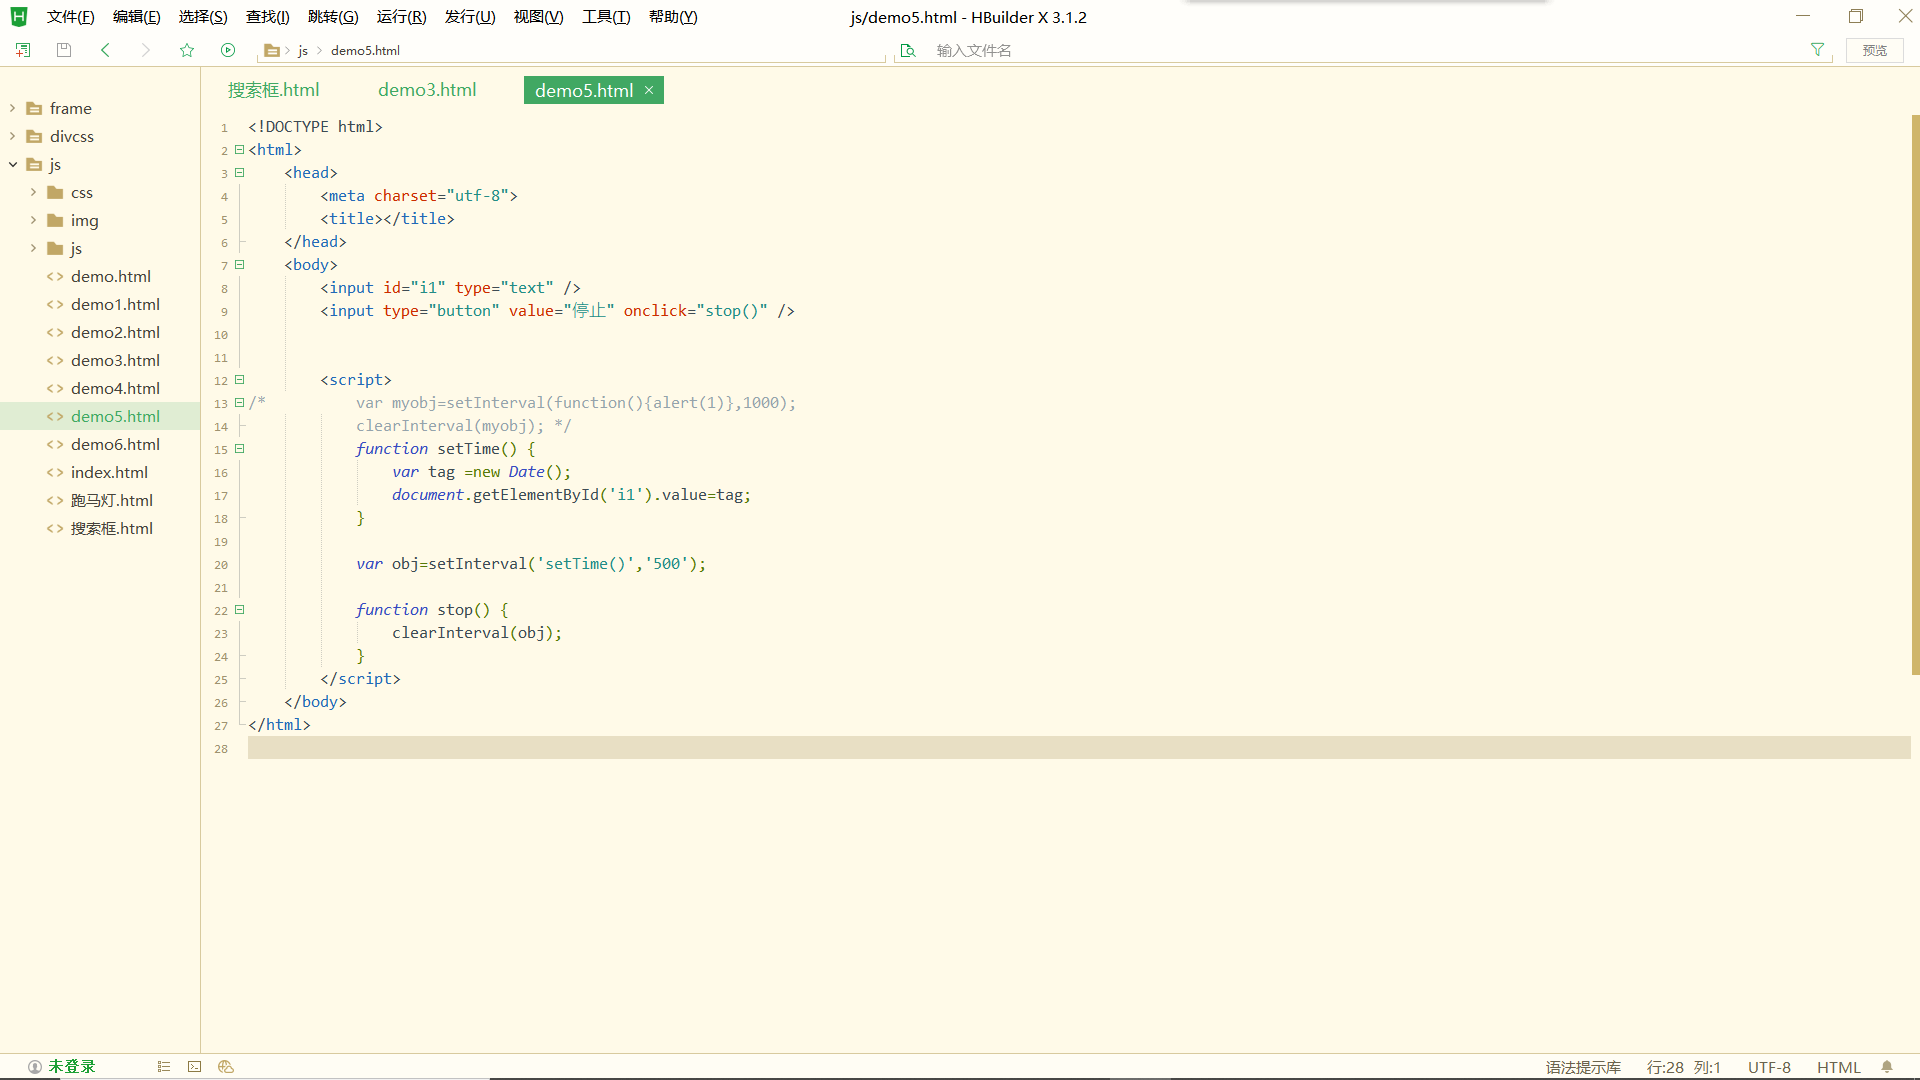 文件(F) 编辑(E) 选择(S) 查找(I) 跳转(G) 运行(R) 发行(U) 视图(V) 工具(T) 帮助(Y)
js/demo5.html - HBuilder X 3.1.2
js
demo5.html
输入文件名
预览
frame
divcss
js
css
img
js
demo.html
demo1.html
demo2.html
demo3.html
demo4.html
demo5.html
demo6.html
index.html
跑马灯.html
搜索框.html
搜索框.html demo3.html demo5.html
1 <!DOCTYPE html>
2 <html>
3 <head>
4 <meta charset="utf-8">
5 <title></title>
6 </head>
7 <body>
8 <input id="i1" type="text" />
9 <input type="button" value="停止" onclick="stop()" />
10
11
12 <script>
13 /* var myobj=setInterval(function(){alert(1)},1000);
14 clearInterval(myobj); */
15 function setTime() {
16 var tag =new Date();
17 document.getElementById('i1').value=tag;
18 }
19
20 var obj=setInterval('setTime()','500');
21
22 function stop() {
23 clearInterval(obj);
24 }
25 </script>
26 </body>
27 </html>
28
未登录
语法提示库 行:28 列:1 UTF-8 HTML